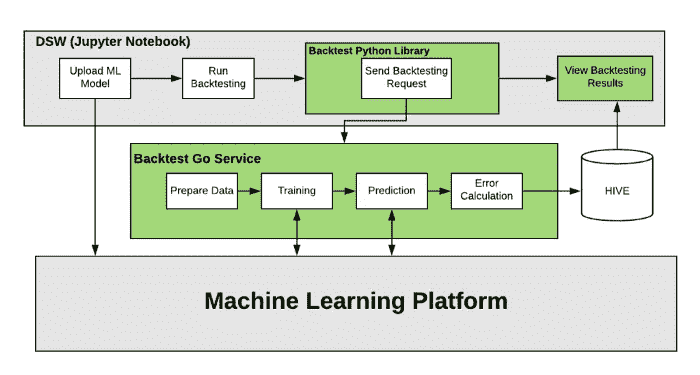 DSW (Jupyter Notebook)
Upload ML
Model
Run
Backtesting
Backtest Python Library
Send Backtesting
Request
View Backtesting
Results
Backtest Go Service
Prepare Data
Training
Prediction
Error
Calculation
HIVE
Machine Learning Platform